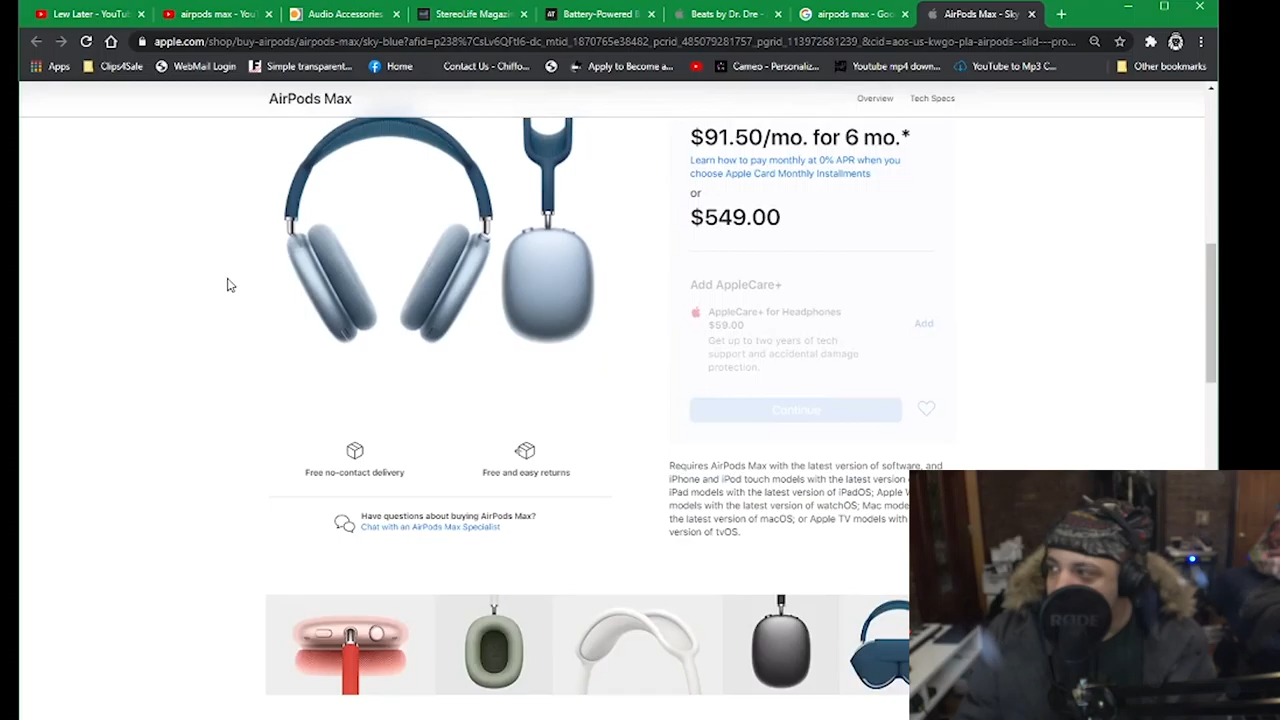 Lew Later - YouTu
airpods max - YouT
Audio Accessories
StereoLife Magazi
Battery-Powered
Beats by Dr. Dre -
airpods max - Goo
AirPods Max - Sky
apple.com/shop/buy-airpods/airpods-max/sky-blue?afid=p238%7CsLv6QFtI6-dc_mtid_1870765e38482_pcrid_485079281757_pgrid_113972681239_&cid=aos-us-kwgo-pla-airpods--slid---pro...
Apps
Clips4Sale
WebMail Login
Simple transparent...
Home
Contact Us - Chiffo...
Apply to Become a...
Cameo - Personaliz...
Youtube mp4 down...
YouTube to Mp3 C...
Other bookmarks
AirPods Max
Overview
Tech Specs
$91.50/mo. for 6 mo.*
Learn how to pay monthly at 0% APR when you
choose Apple Card Monthly Installments
or
$549.00
Add AppleCare+
AppleCare+ for Headphones
$59.00
Add
Get up to two years of tech
support and accidental damage
protection.
Continue
Free no-contact delivery
Free and easy returns
Have questions about buying AirPods Max?
Chat with an AirPods Max Specialist
Requires AirPods Max with the latest version of software, and
iPhone and iPod touch models with the latest version
iPad models with the latest version of iPadOS; Apple W
models with the latest version of watchOS; Mac mode
the latest version of macOS; or Apple TV models with
version of tvOS.
RODE